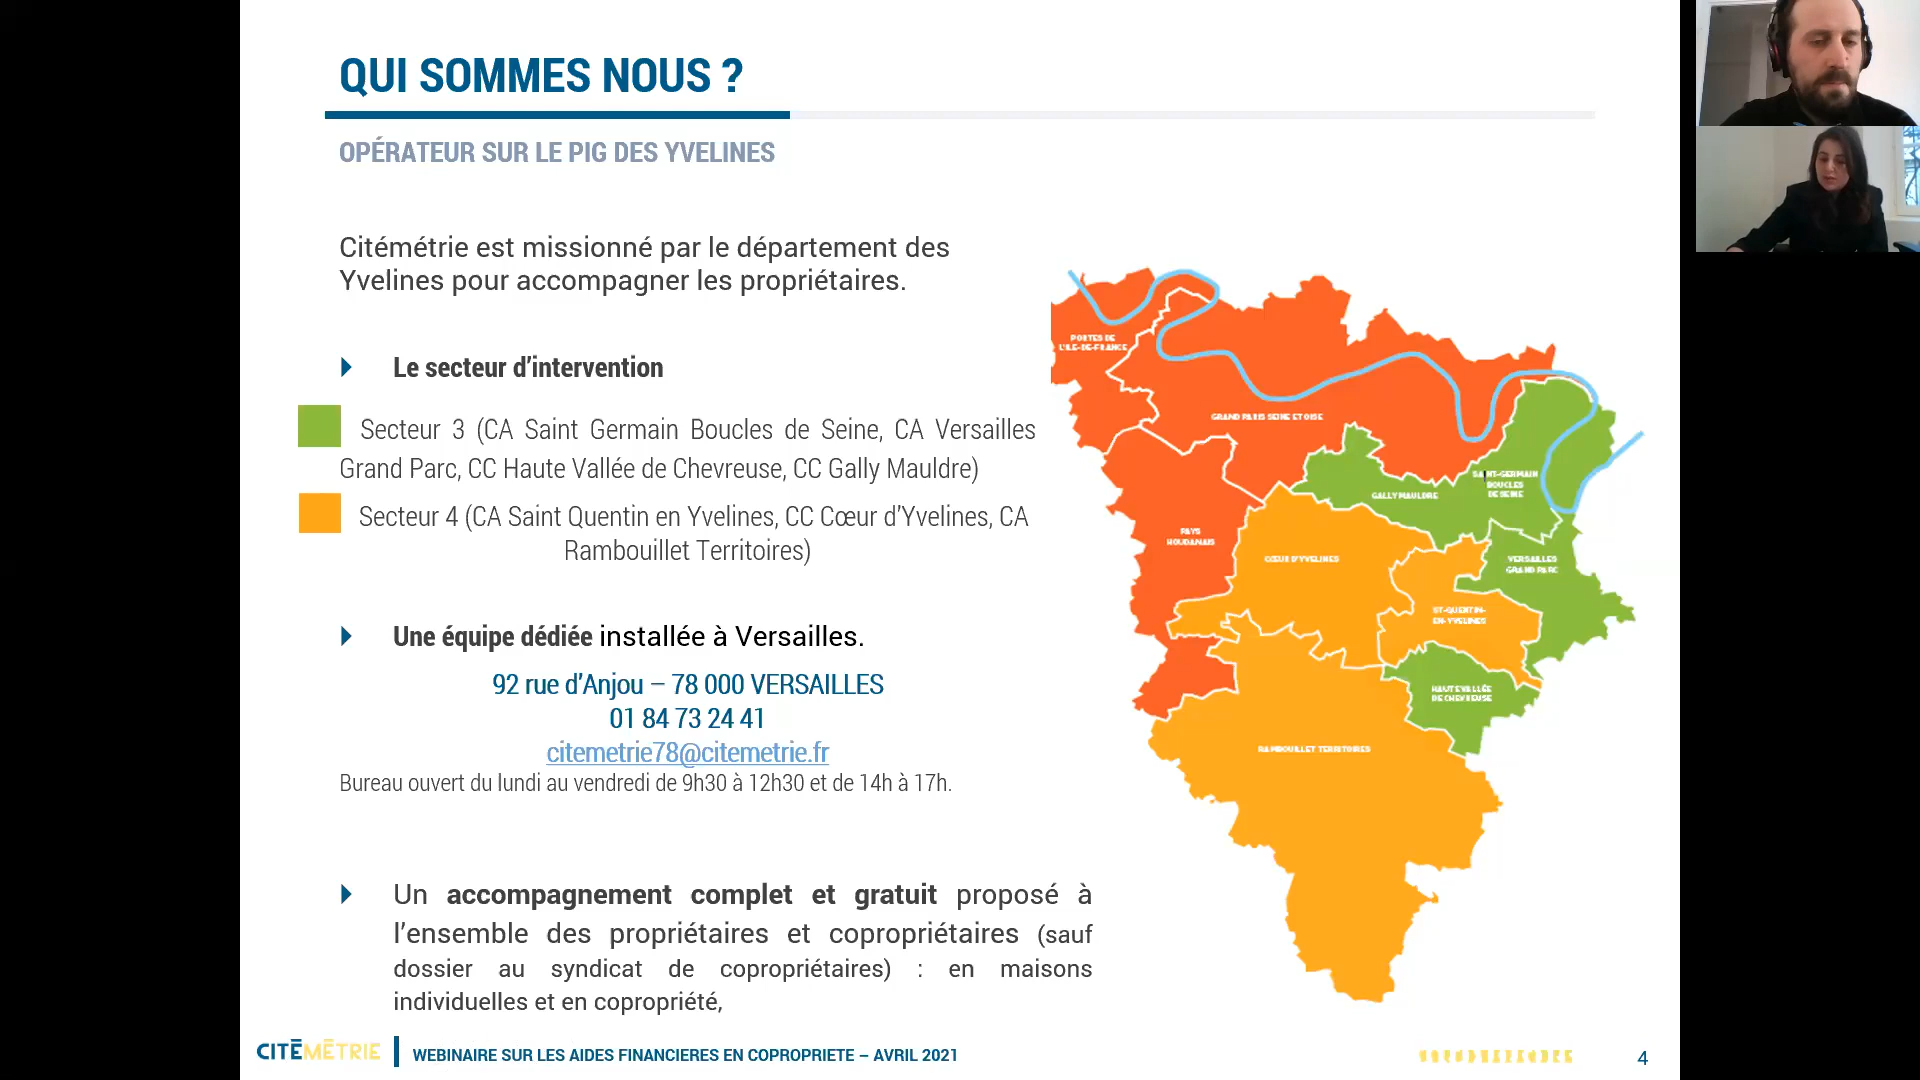 QUI SOMMES NOUS ?
OPÉRATEUR SUR LE PIG DES YVELINES
Citémétrie est missionné par le département des
Yvelines pour accompagner les propriétaires.
Le secteur d'intervention
Secteur 3 (CA Saint Germain Boucles de Seine, CA Versailles
Grand Parc, CC Haute Vallée de Chevreuse, CC Gally Mauldre)
Secteur 4 (CA Saint Quentin en Yvelines, CC Cœur d'Yvelines, CA
Rambouillet Territoires)
Une équipe dédiée installée à Versailles.
92 rue d'Anjou – 78 000 VERSAILLES
01 84 73 24 41
citemetrie78@citemetrie.fr
Bureau ouvert du lundi au vendredi de 9h30 à 12h30 et de 14h à 17h.
Un accompagnement complet et gratuit proposé à
l'ensemble des propriétaires et copropriétaires (sauf
dossier au syndicat de copropriétaires) : en maisons
individuelles et en copropriété,
PORTES DE
L'ILE-DE-FRANCE
GRAND PARIS SEINE ET OISE
SAINT-GERMAIN
BOUCLES
DE SEINE
GALLY MAULDRE
PAYS
HOUDANAIS
CŒUR D'YVELINES
VERSAILLES
GRAND PARC
ST-QUENTIN-
EN-YVELINES
HAUTE VALLÉE
DE CHEVREUSE
RAMBOUILLET TERRITOIRES
CITĒMĒTRIE
WEBINAIRE SUR LES AIDES FINANCIERES EN COPROPRIETE – AVRIL 2021
4